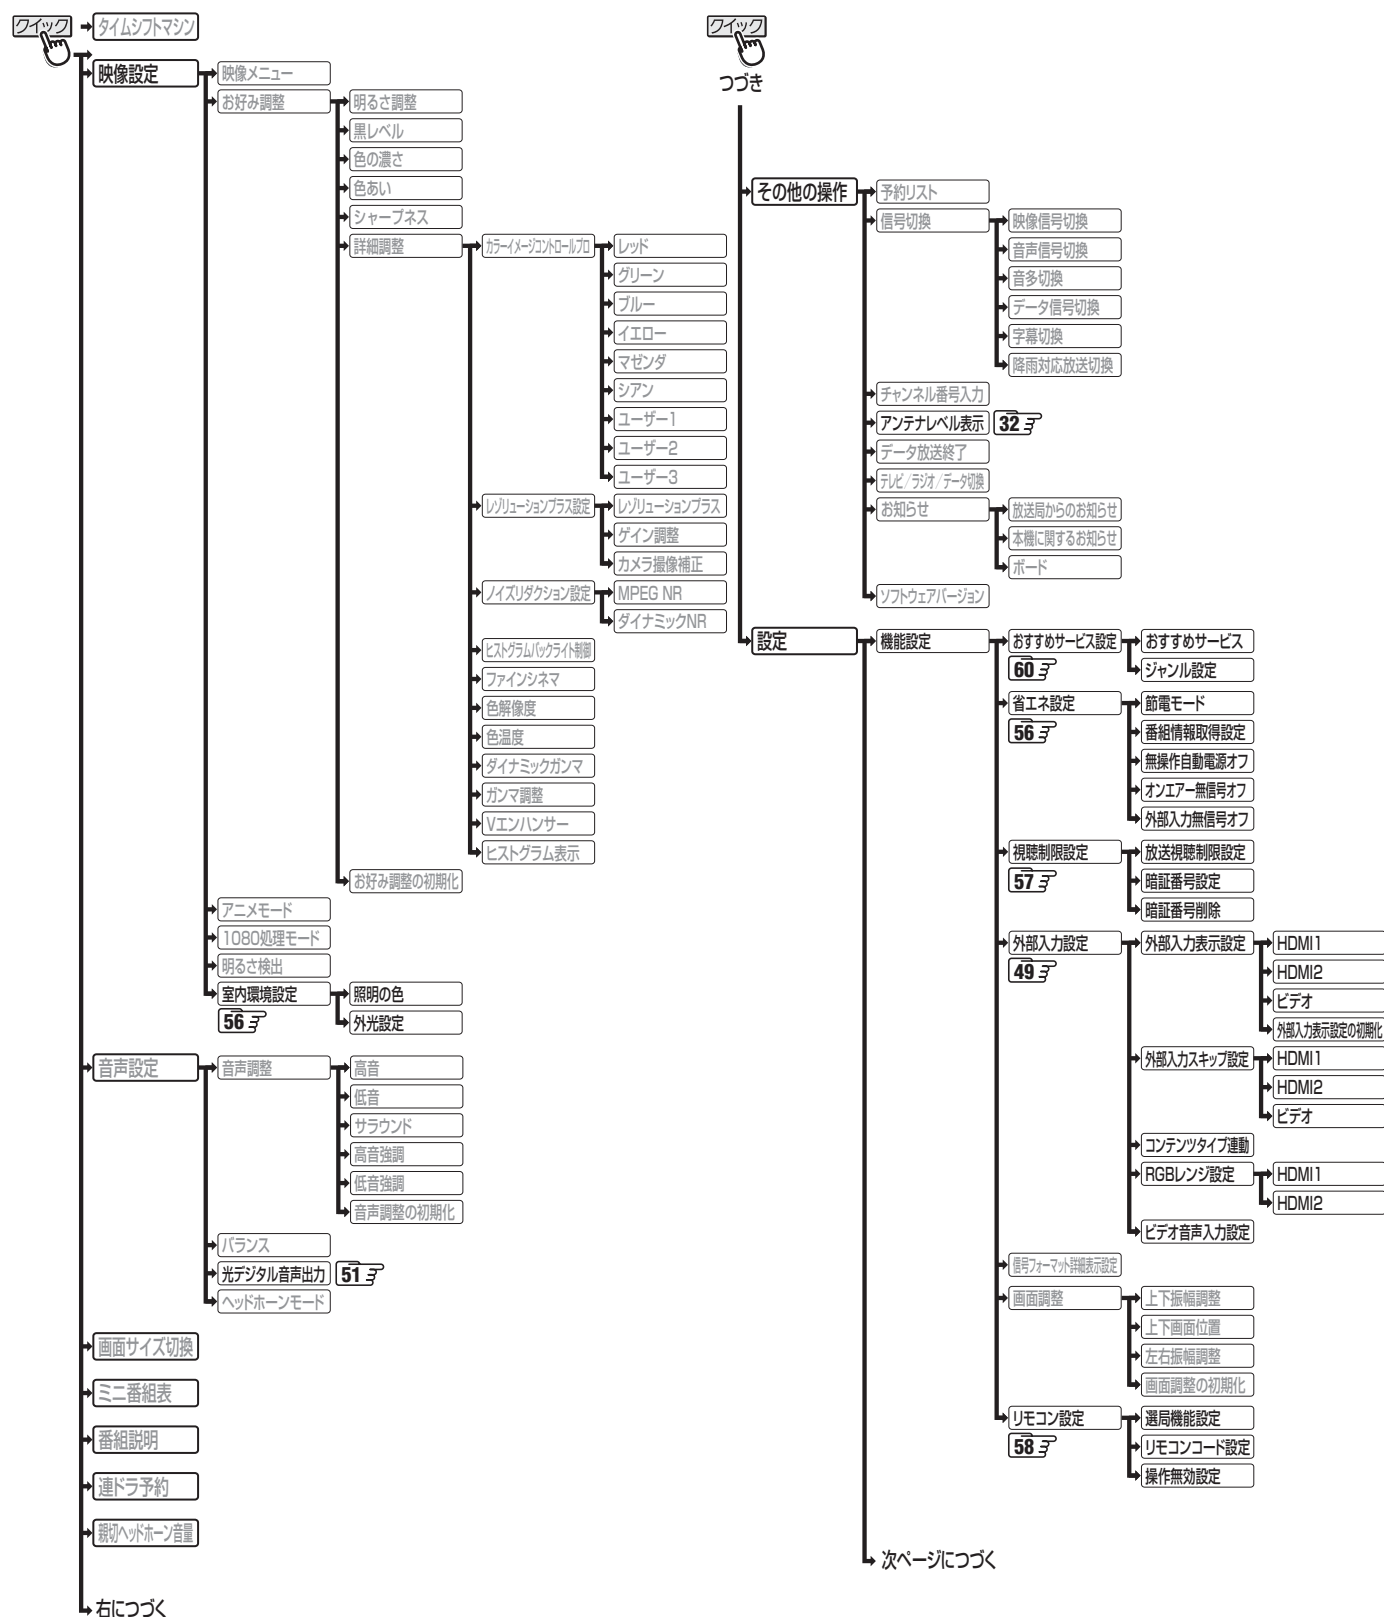 クイック
タイムシフトマシン
映像設定
映像メニュー
お好み調整
明るさ調整
黒レベル
色の濃さ
色あい
シャープネス
詳細調整
カラーイメージコントロールプロ
レッド
グリーン
ブルー
イエロー
マゼンダ
シアン
ユーザー1
ユーザー2
ユーザー3
レゾリューションプラス設定
レゾリューションプラス
ゲイン調整
カメラ撮像補正
ノイズリダクション設定
MPEG NR
ダイナミックNR
ヒストグラムバックライト制御
ファインシネマ
色解像度
色温度
ダイナミックガンマ
ガンマ調整
Vエンハンサー
ヒストグラム表示
お好み調整の初期化
アニメモード
1080処理モード
明るさ検出
室内環境設定
56
照明の色
外光設定
音声設定
音声調整
高音
低音
サラウンド
高音強調
低音強調
音声調整の初期化
バランス
光デジタル音声出力 51
ヘッドホーンモード
画面サイズ切換
ミニ番組表
番組説明
連ドラ予約
親切ヘッドホーン音量
右につづく
クイック
つづき
その他の操作
予約リスト
信号切換
映像信号切換
音声信号切換
音多切換
データ信号切換
字幕切換
降雨対応放送切換
チャンネル番号入力
アンテナレベル表示 32
データ放送終了
テレビ/ラジオ/データ切換
お知らせ
放送局からのお知らせ
本機に関するお知らせ
ボード
ソフトウェアバージョン
設定
機能設定
おすすめサービス設定
60
おすすめサービス
ジャンル設定
省エネ設定
56
節電モード
番組情報取得設定
無操作自動電源オフ
オンエアー無信号オフ
外部入力無信号オフ
視聴制限設定
57
放送視聴制限設定
暗証番号設定
暗証番号削除
外部入力設定
49
外部入力表示設定
HDMI1
HDMI2
ビデオ
外部入力表示設定の初期化
外部入力スキップ設定
HDMI1
HDMI2
ビデオ
コンテンツタイプ連動
RGBレンジ設定
HDMI1
HDMI2
ビデオ音声入力設定
信号フォーマット詳細表示設定
画面調整
上下振幅調整
上下画面位置
左右振幅調整
画面調整の初期化
リモコン設定
58
選局機能設定
リモコンコード設定
操作無効設定
次ページにつづく